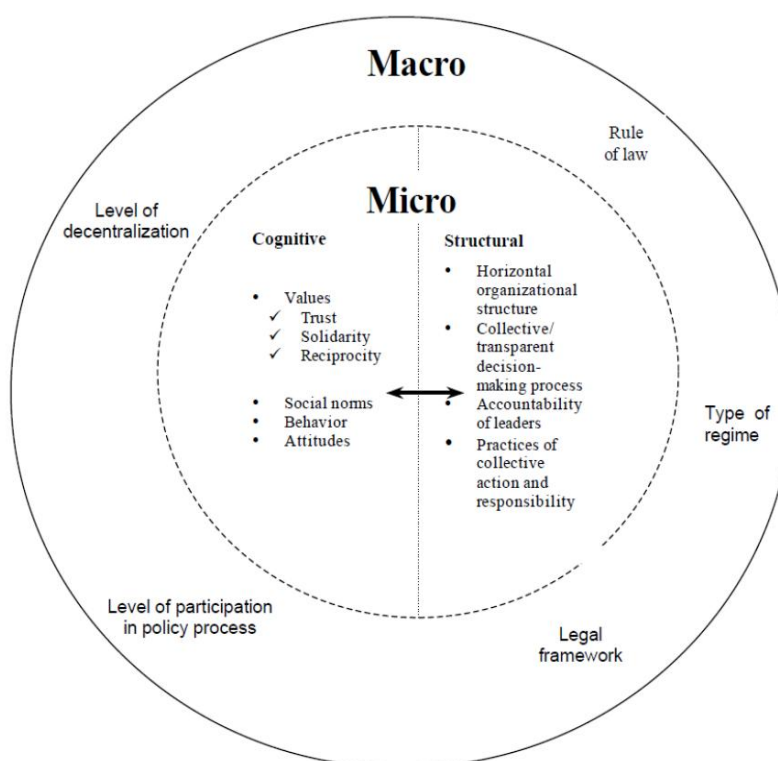 Macro
Rule
of law
Level of
decentralization
Micro
Cognitive
• Values
✓ Trust
✓ Solidarity
✓ Reciprocity
• Social norms
• Behavior
• Attitudes
Structural
• Horizontal
organizational
structure
• Collective/
transparent
decision-
making process
• Accountability
of leaders
• Practices of
collective
action and
responsibility
Type of
regime
Level of participation
in policy process
Legal
framework